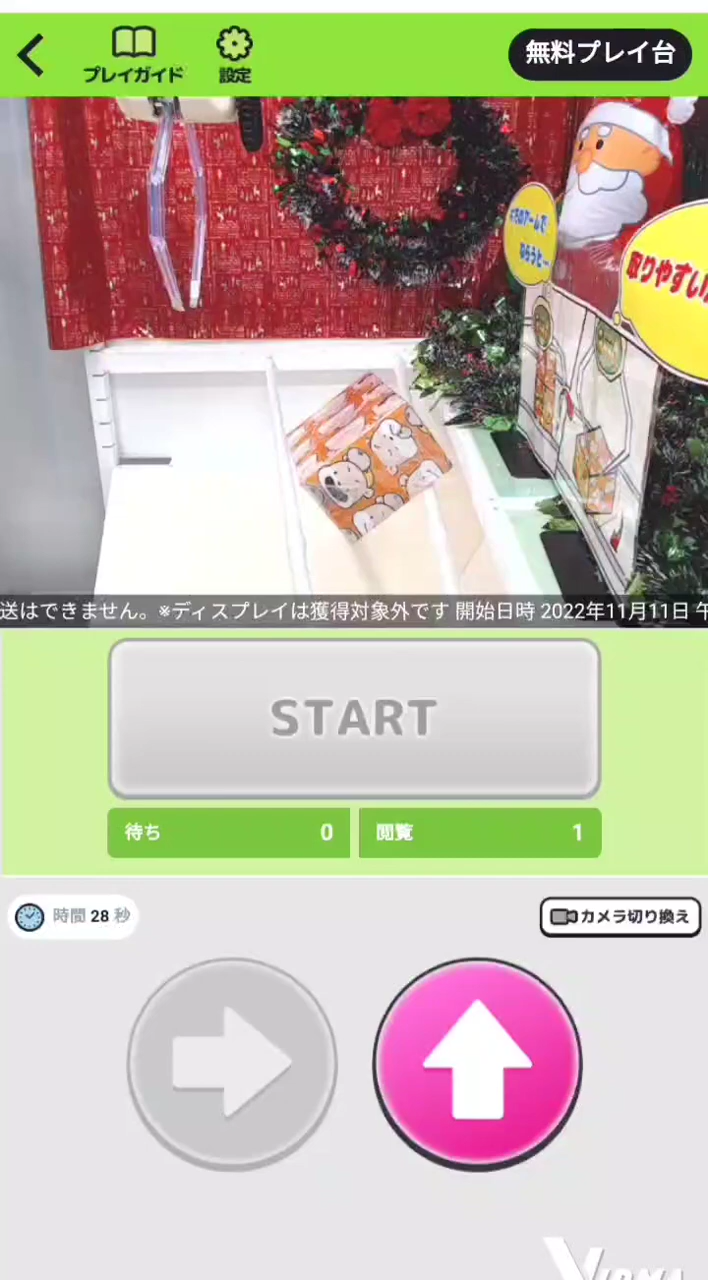 プレイガイド
設定
無料プレイ台
取りやすい
送はできません。※ディスプレイは獲得対象外です 開始日時 2022年11月11日 午
START
待ち 0
閲覧 1
時間 28 秒
カメラ切り換え